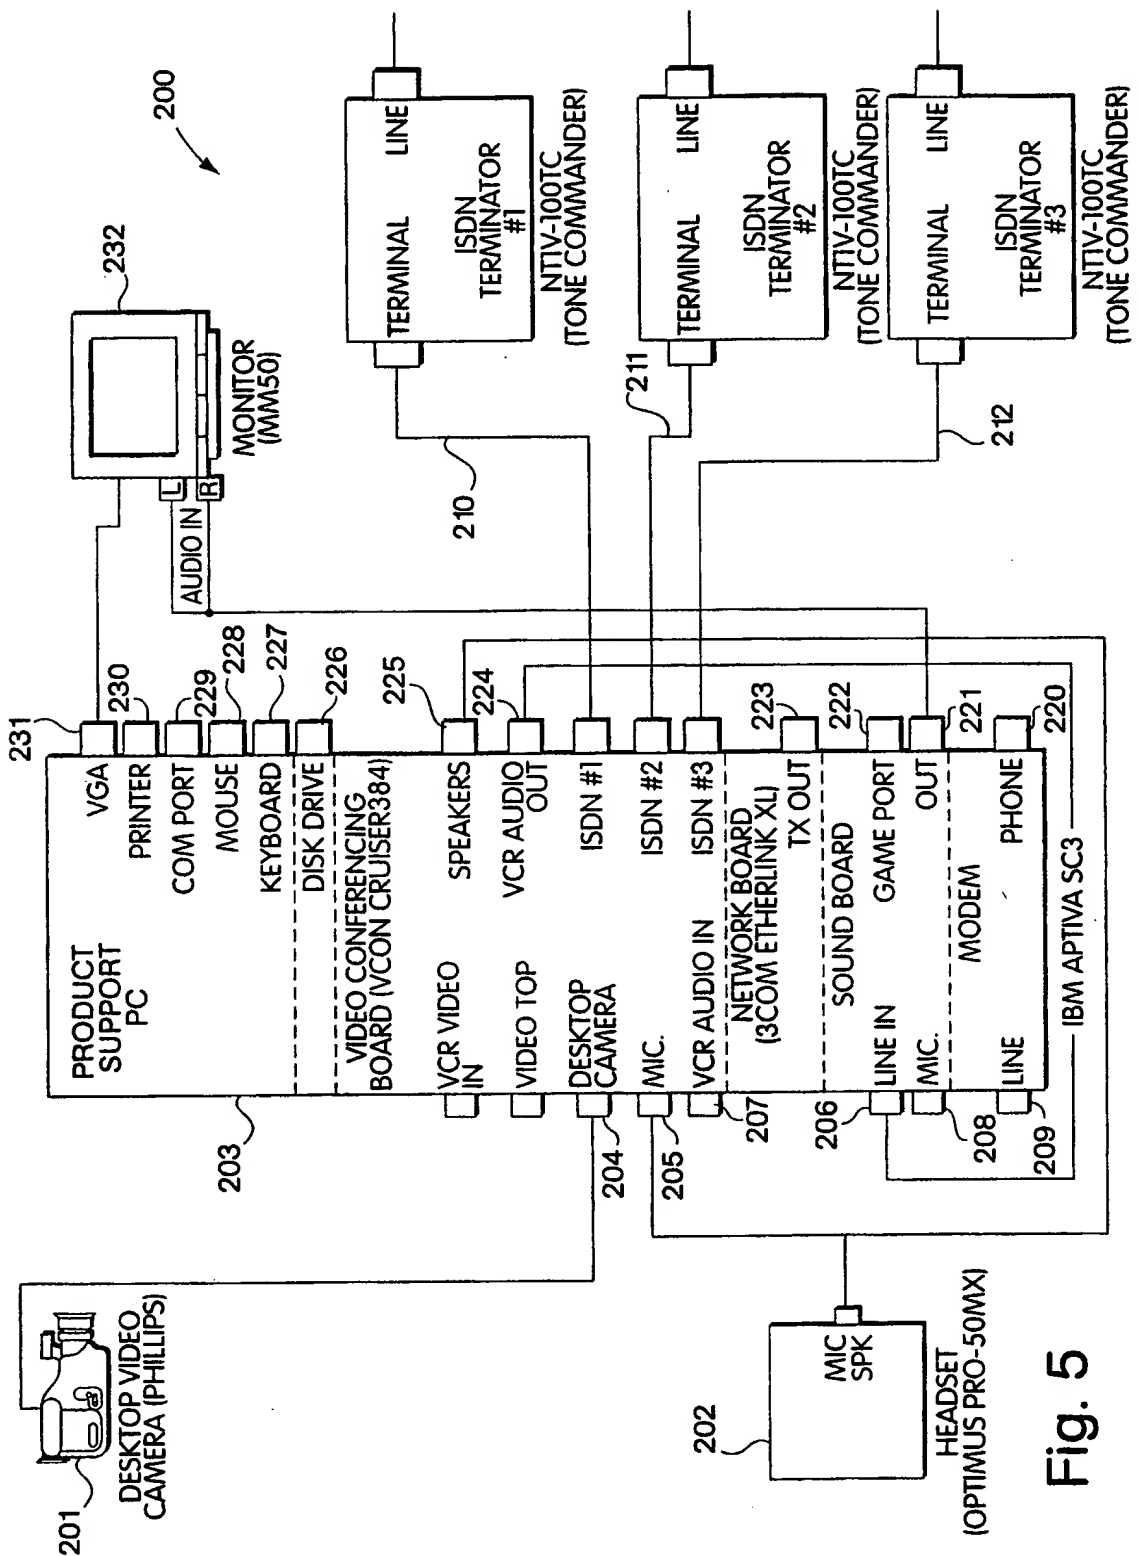 200
201
DESKTOP VIDEO
CAMERA (PHILLIPS)
202
MIC
SPK
HEADSET
(OPTIMUS PRO-50MX)
203
PRODUCT
SUPPORT
PC
VGA
PRINTER
COM PORT
MOUSE
KEYBOARD
DISK DRIVE
VIDEO CONFERENCING
BOARD (VCON CRUISER384)
VCR VIDEO
IN
SPEAKERS
VIDEO TOP
VCR AUDIO
OUT
DESKTOP
CAMERA
ISDN #1
MIC.
ISDN #2
VCR AUDIO IN
ISDN #3
NETWORK BOARD
(3COM ETHERLINK XL)
TX OUT
SOUND BOARD
LINE IN
GAME PORT
MIC.
OUT
MODEM
LINE
PHONE
204
205
207
206
208
209
231
230
229
228
227
226
225
224
223
222
221
220
IBM APTIVA SC3
AUDIO IN
L
R
232
MONITOR
(MM50)
210
211
212
TERMINAL
LINE
ISDN
TERMINATOR
#1
NT1V-100TC
(TONE COMMANDER)
TERMINAL
LINE
ISDN
TERMINATOR
#2
NT1V-100TC
(TONE COMMANDER)
TERMINAL
LINE
ISDN
TERMINATOR
#3
NT1V-100TC
(TONE COMMANDER)
Fig. 5